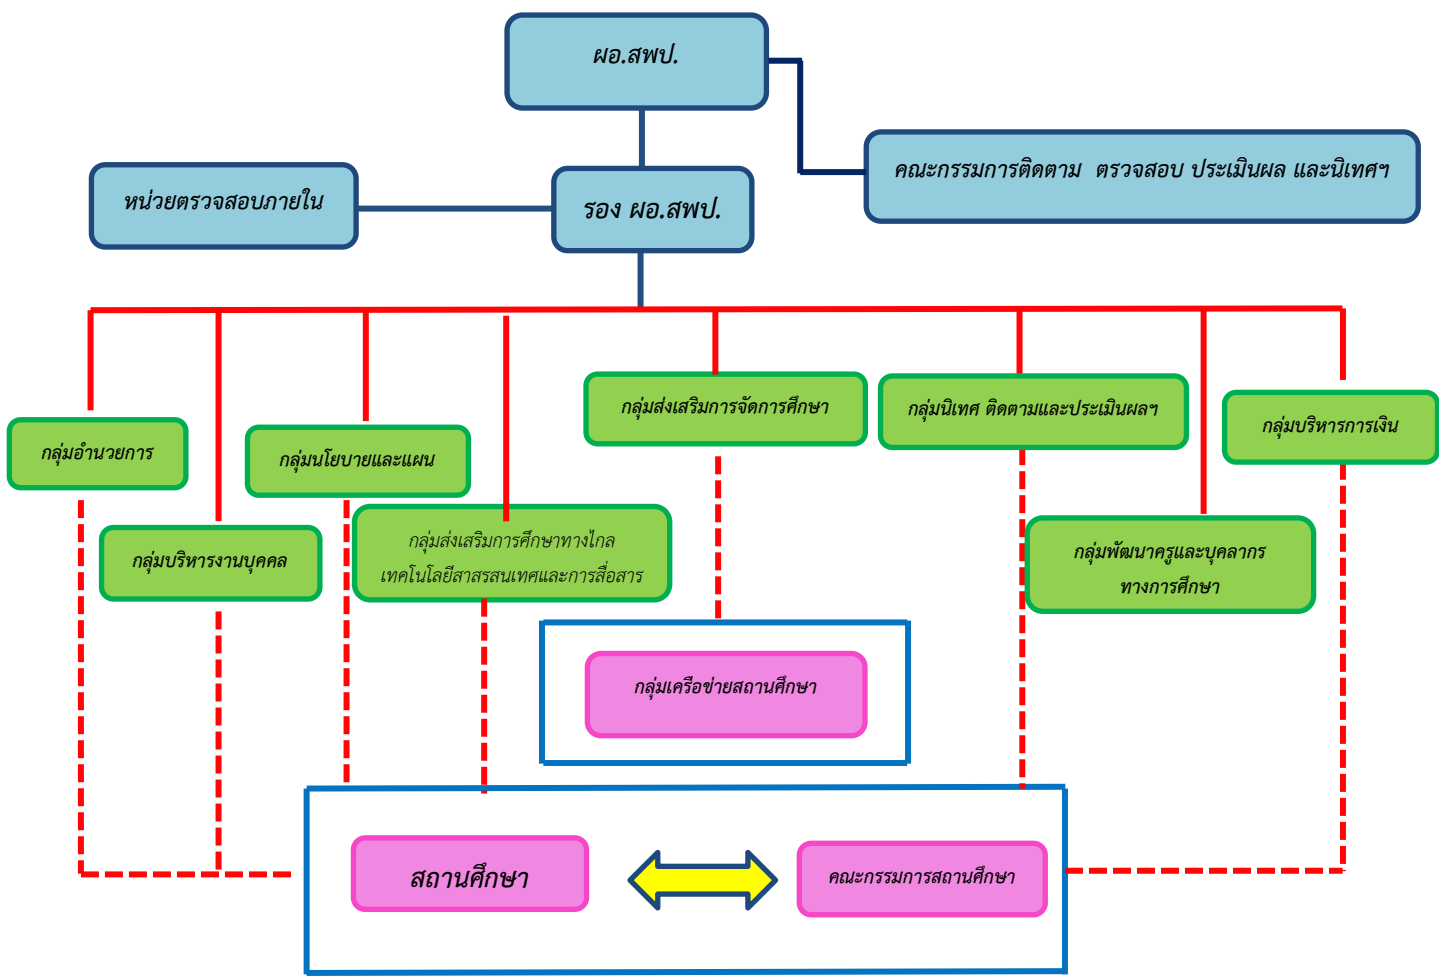 ผอ.สพป.
คณะกรรมการติดตาม ตรวจสอบ ประเมินผล และนิเทศฯ
หน่วยตรวจสอบภายใน
รอง ผอ.สพป.
กลุ่มส่งเสริมการจัดการศึกษา
กลุ่มนิเทศ ติดตามและประเมินผลฯ
กลุ่มบริหารการเงิน
กลุ่มอำนวยการ
กลุ่มนโยบายและแผน
กลุ่มบริหารงานบุคคล
กลุ่มส่งเสริมการศึกษาทางไกล
เทคโนโลยีสาสรสนเทศและการสื่อสาร
กลุ่มพัฒนาครูและบุคลากร
ทางการศึกษา
กลุ่มเครือข่ายสถานศึกษา
สถานศึกษา
คณะกรรมการสถานศึกษา